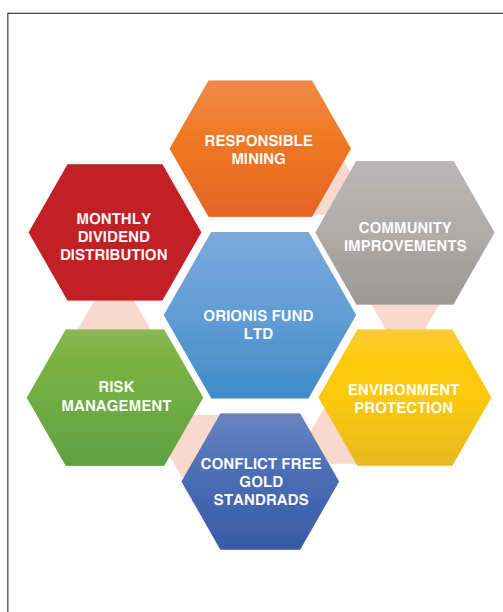 RESPONSIBLE
MINING
MONTHLY
DIVIDEND
DISTRIBUTION
COMMUNITY
IMPROVEMENTS
ORIONIS FUND
LTD
RISK
MANAGEMENT
ENVIRONMENT
PROTECTION
CONFLICT FREE
GOLD
STANDRADS